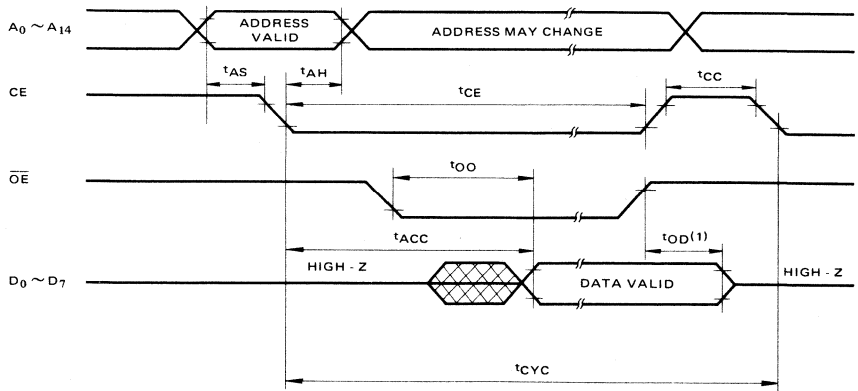 A0 ~ A14
ADDRESS
VALID
ADDRESS MAY CHANGE
tAS
tAH
CE
tCE
tCC
OE
tOO
tACC
tOD(1)
D0 ~ D7
HIGH - Z
DATA VALID
HIGH - Z
tCYC